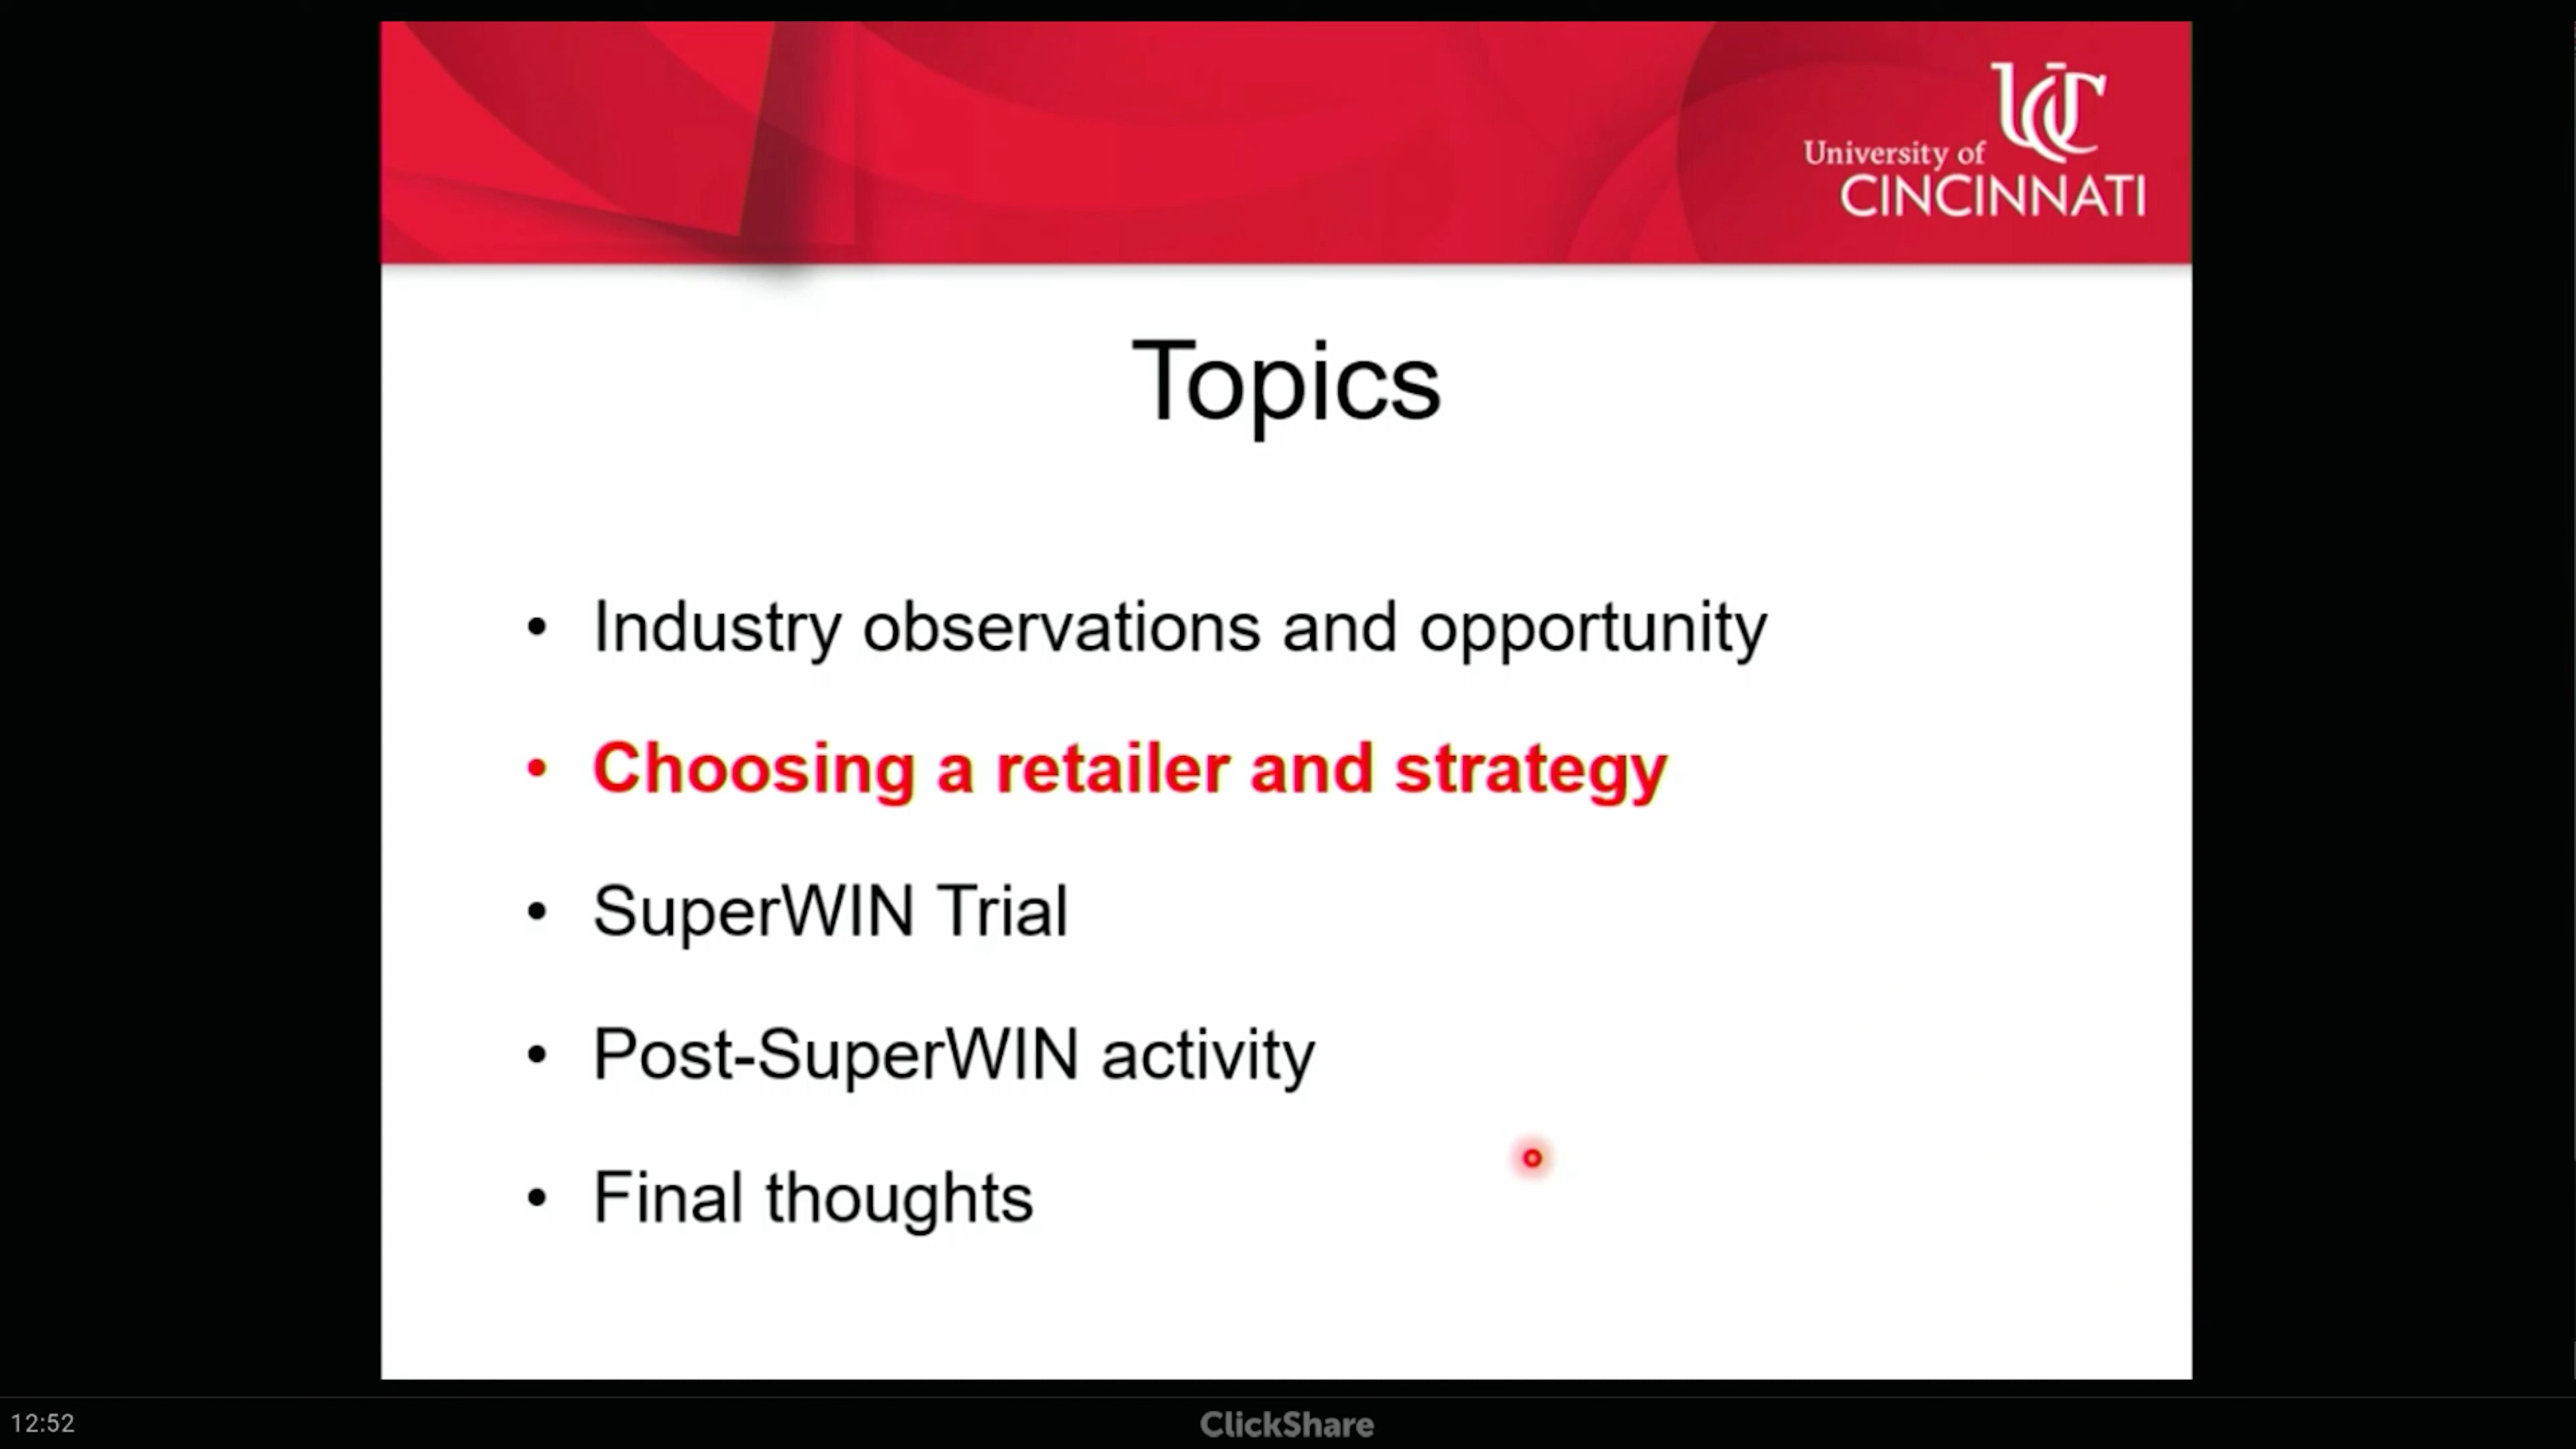 UC
University of
CINCINNATI
Topics
• Industry observations and opportunity
• Choosing a retailer and strategy
• SuperWIN Trial
• Post-SuperWIN activity
• Final thoughts
12:52
ClickShare